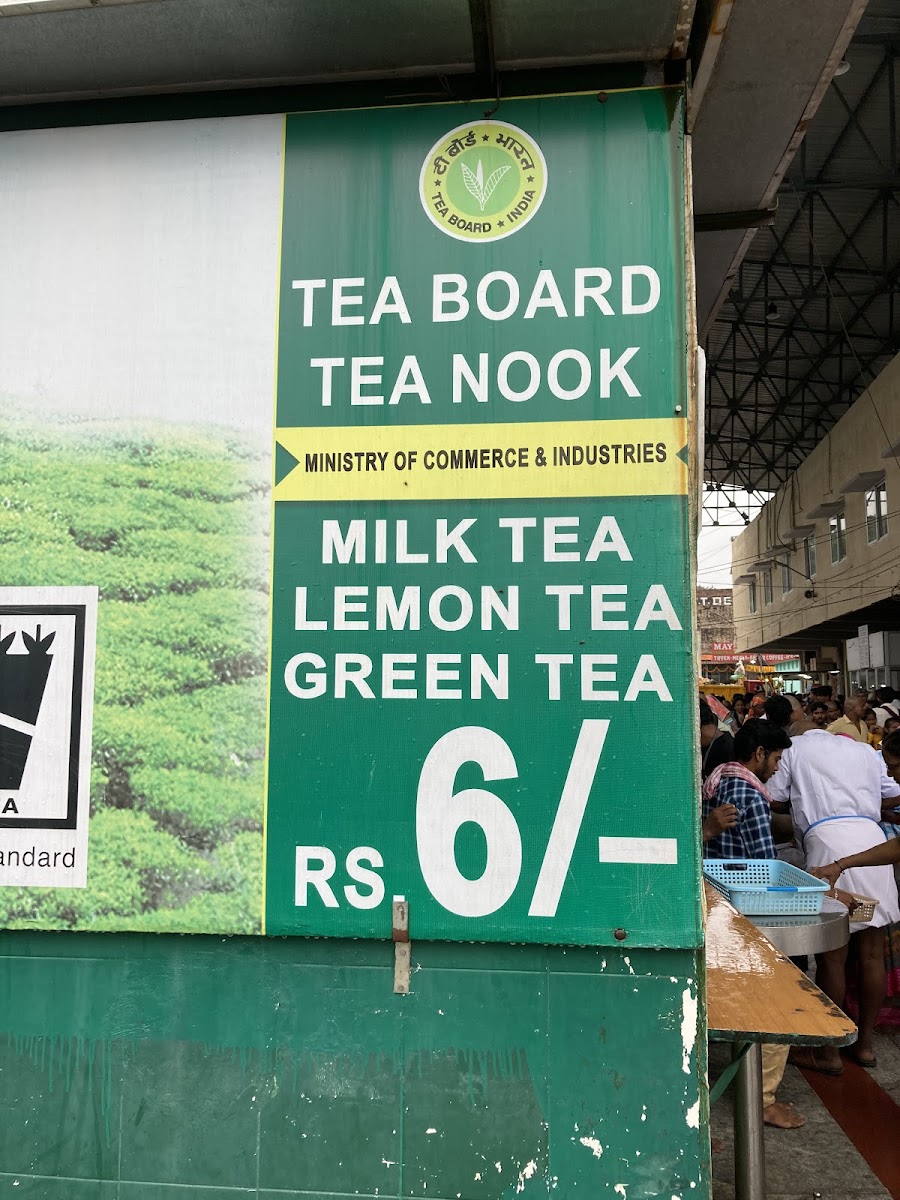 टी बोर्ड ★ भारत
TEA BOARD ★ INDIA
TEA BOARD
TEA NOOK
MINISTRY OF COMMERCE & INDUSTRIES
MILK TEA
LEMON TEA
GREEN TEA
RS. 6/–
A
andard
MAY